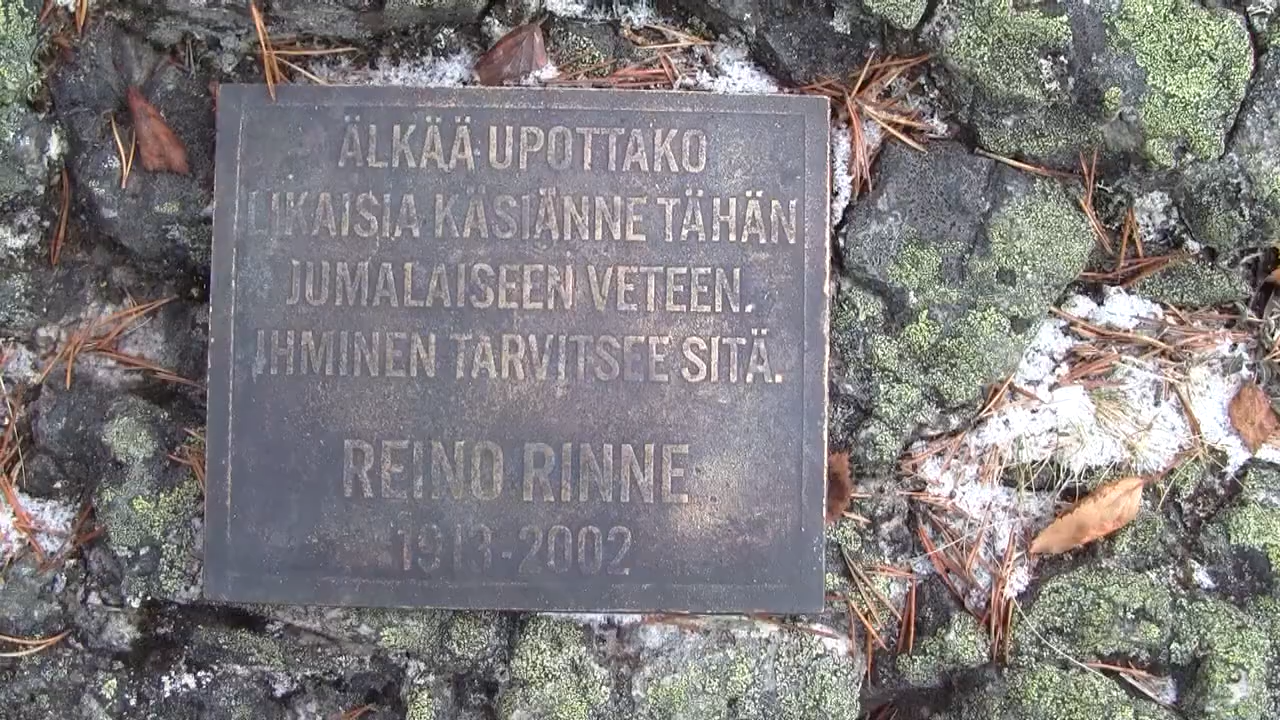 ÄLKÄÄ UPOTTAKO
LIKAISIA KÄSIÄNNE TÄHÄN
JUMALAISEEN VETEEN.
IHMINEN TARVITSEE SITÄ.
REINO RINNE
1913-2002